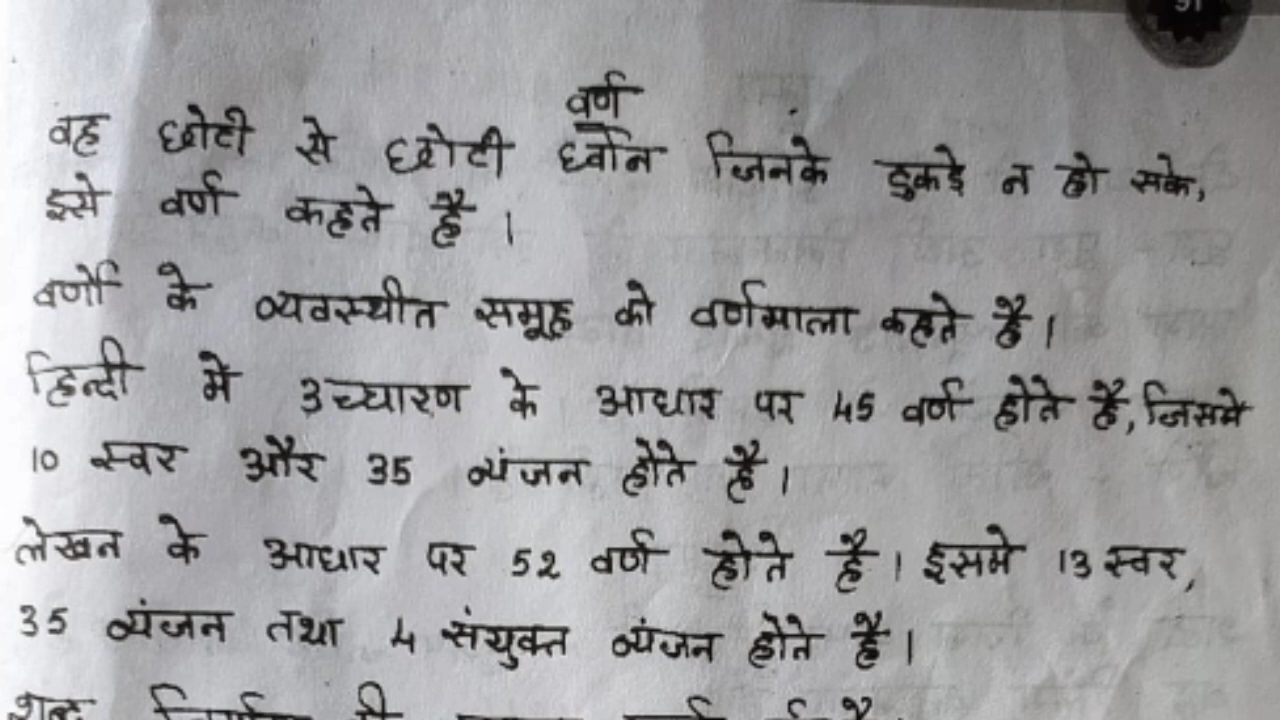 वर्ण
वह छोटी से छोटी ध्वनि जिनके टुकड़े न हो सके,
इसे वर्ण कहते है ।
वर्णो के व्यवस्थीत समूह को वर्णमाला कहते है ।
हिन्दी मे उच्चारण के आधार पर 45 वर्ण होते है, जिसमे
10 स्वर और 35 व्यंजन होते है ।
लेखन के आधार पर 52 वर्ण होते है । इसमे 13 स्वर,
35 व्यंजन तथा 4 संयुक्त व्यंजन होते है ।
शब्द